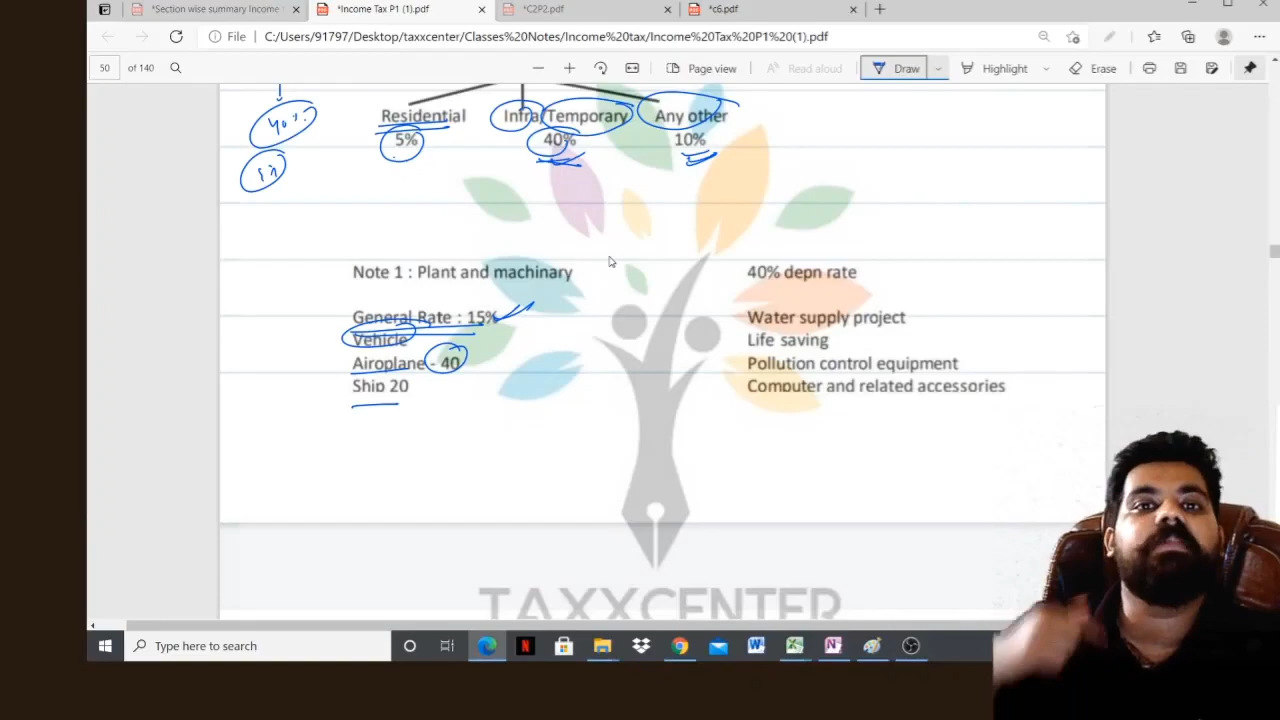 *Section wise summary Income
*Income Tax P1 (1).pdf
*C2P2.pdf
*c6.pdf
File
C:/Users/91797/Desktop/taxxcenter/Classes%20Notes/Income%20tax/Income%20Tax%20P1%20(1).pdf
50 of 140
Page view
Read aloud
Draw
Highlight
Erase
40%
Residential
Infra Temporary
Any other
5%
40%
10%
Note 1 : Plant and machinary
40% depn rate
General Rate : 15%
Water supply project
Vehicle
Life saving
Airoplane - 40
Pollution control equipment
Ship 20
Computer and related accessories
TAXXCENTER
Type here to search